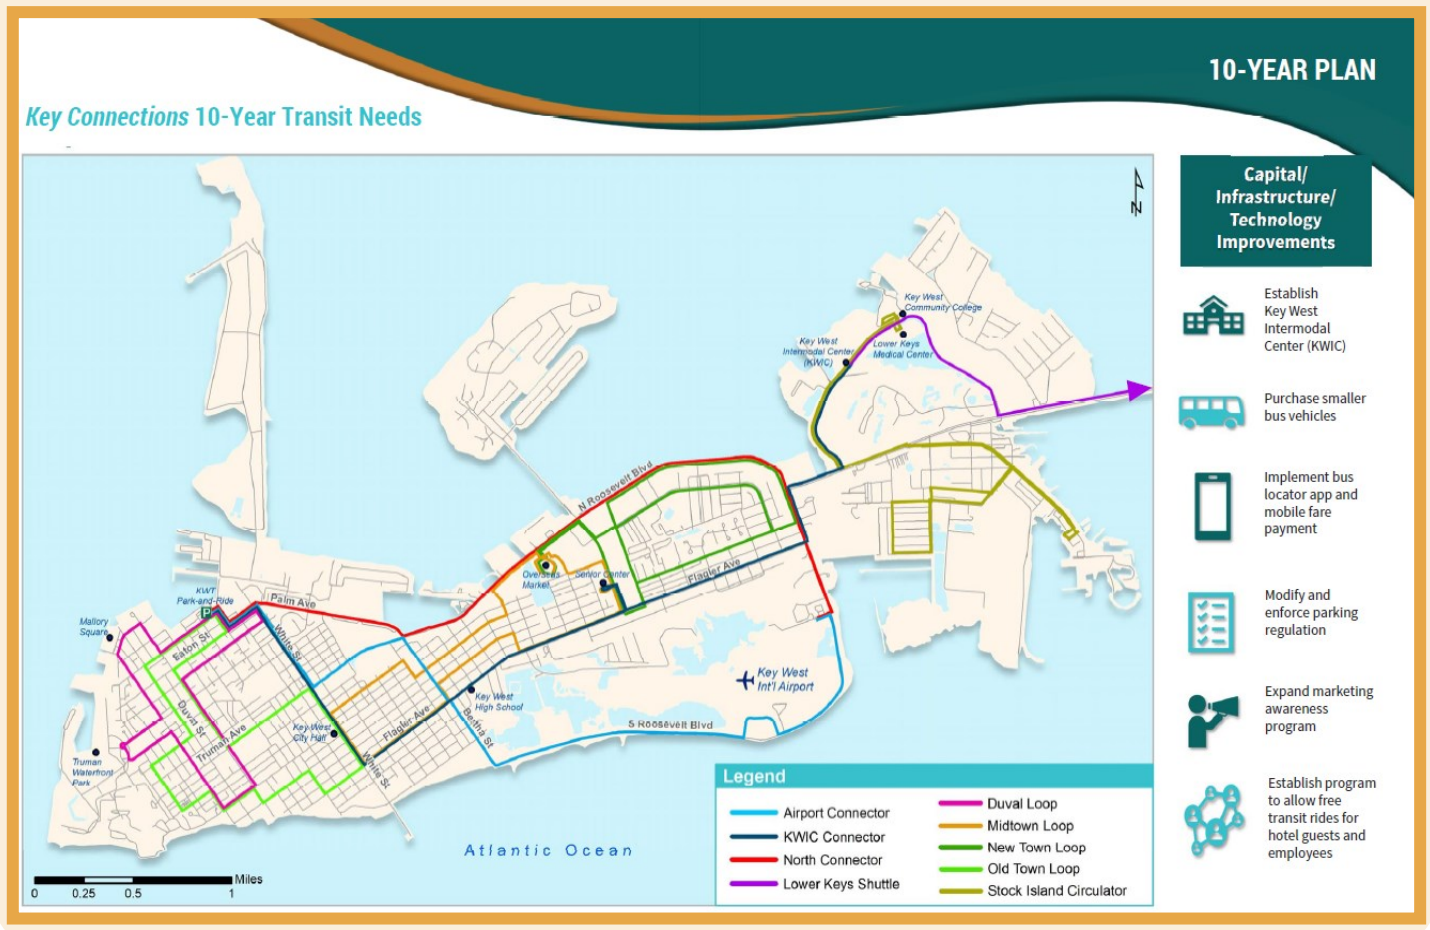 10-YEAR PLAN
Key Connections 10-Year Transit Needs
Capital/
Infrastructure/
Technology
Improvements
Establish
Key West
Intermodal
Center (KWIC)
Purchase smaller
bus vehicles
Implement bus
locator app and
mobile fare
payment
Modify and
enforce parking
regulation
Expand marketing
awareness
program
Establish program
to allow free
transit rides for
hotel guests and
employees
N
Key West
Community College
Key West
Intermodal Center
(KWIC)
Lower Keys
Medical Center
N Roosevelt Blvd
Overseas
Market
Senior Center
Flagler Ave
KWT
Park-and-Ride
P
Palm Ave
Mallory
Square
Eaton St
White St
Duval St
Truman Ave
Key West
City Hall
Flagler Ave
White St
Bertha St
Key West
High School
Key West
Int'l Airport
S Roosevelt Blvd
Truman
Waterfront
Park
Atlantic Ocean
Miles
0 0.25 0.5 1
Legend
Airport Connector
KWIC Connector
North Connector
Lower Keys Shuttle
Duval Loop
Midtown Loop
New Town Loop
Old Town Loop
Stock Island Circulator